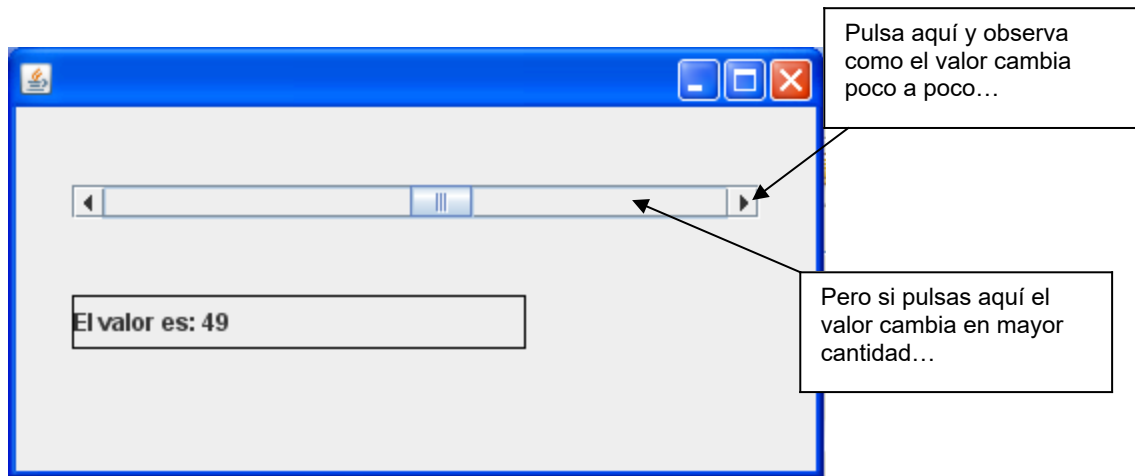 Pulsa aquí y observa
como el valor cambia
poco a poco…
El valor es: 49
Pero si pulsas aquí el
valor cambia en mayor
cantidad…